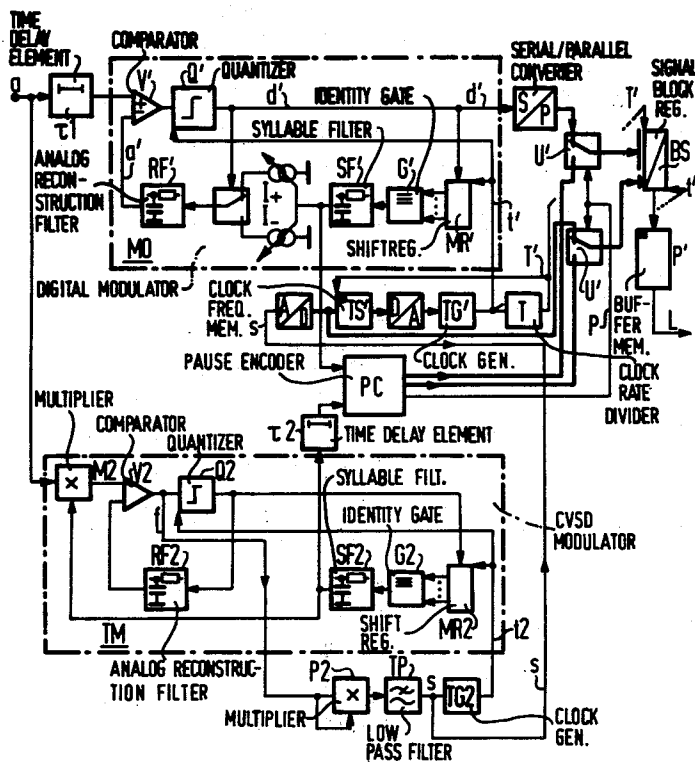 TIME
DELAY
ELEMENT
COMPARATOR
V'
Q'
QUANTIZER
SERIAL/PARALLEL
CONVERTER
SIGNAL
BLOCK
REG.
a
τ1
d'
IDENTITY GATE
d'
S
P
T'
U'
BS
SYLLABLE FILTER
a'
ANALOG
RECON-
STRUCTION
FILTER
RF'
+
-
SF'
G'
SHIFTREG.
MR'
t'
t'
MO
T'
U'
P'
DIGITAL MODULATOR
CLOCK
FREQ.
MEM.
S
A
D
TS'
D
A
TG'
T
p
BUF-
FER
MEM.
L
CLOCK GEN.
CLOCK
RATE
DIVIDER
PAUSE ENCODER
PC
MULTIPLIER
COMPARATOR
QUANTIZER
τ2
TIME DELAY ELEMENT
M2
V2
Q2
SYLLABLE FILT.
f
IDENTITY GATE
CVSD
MODULATOR
RF2
SF2
G2
SHIFT
REG.
MR2
TM
t2
ANALOG RECONSTRUC-
TION FILTER
P2
TP
S
S
MULTIPLIER
TG2
LOW
PASS FILTER
CLOCK
GEN.